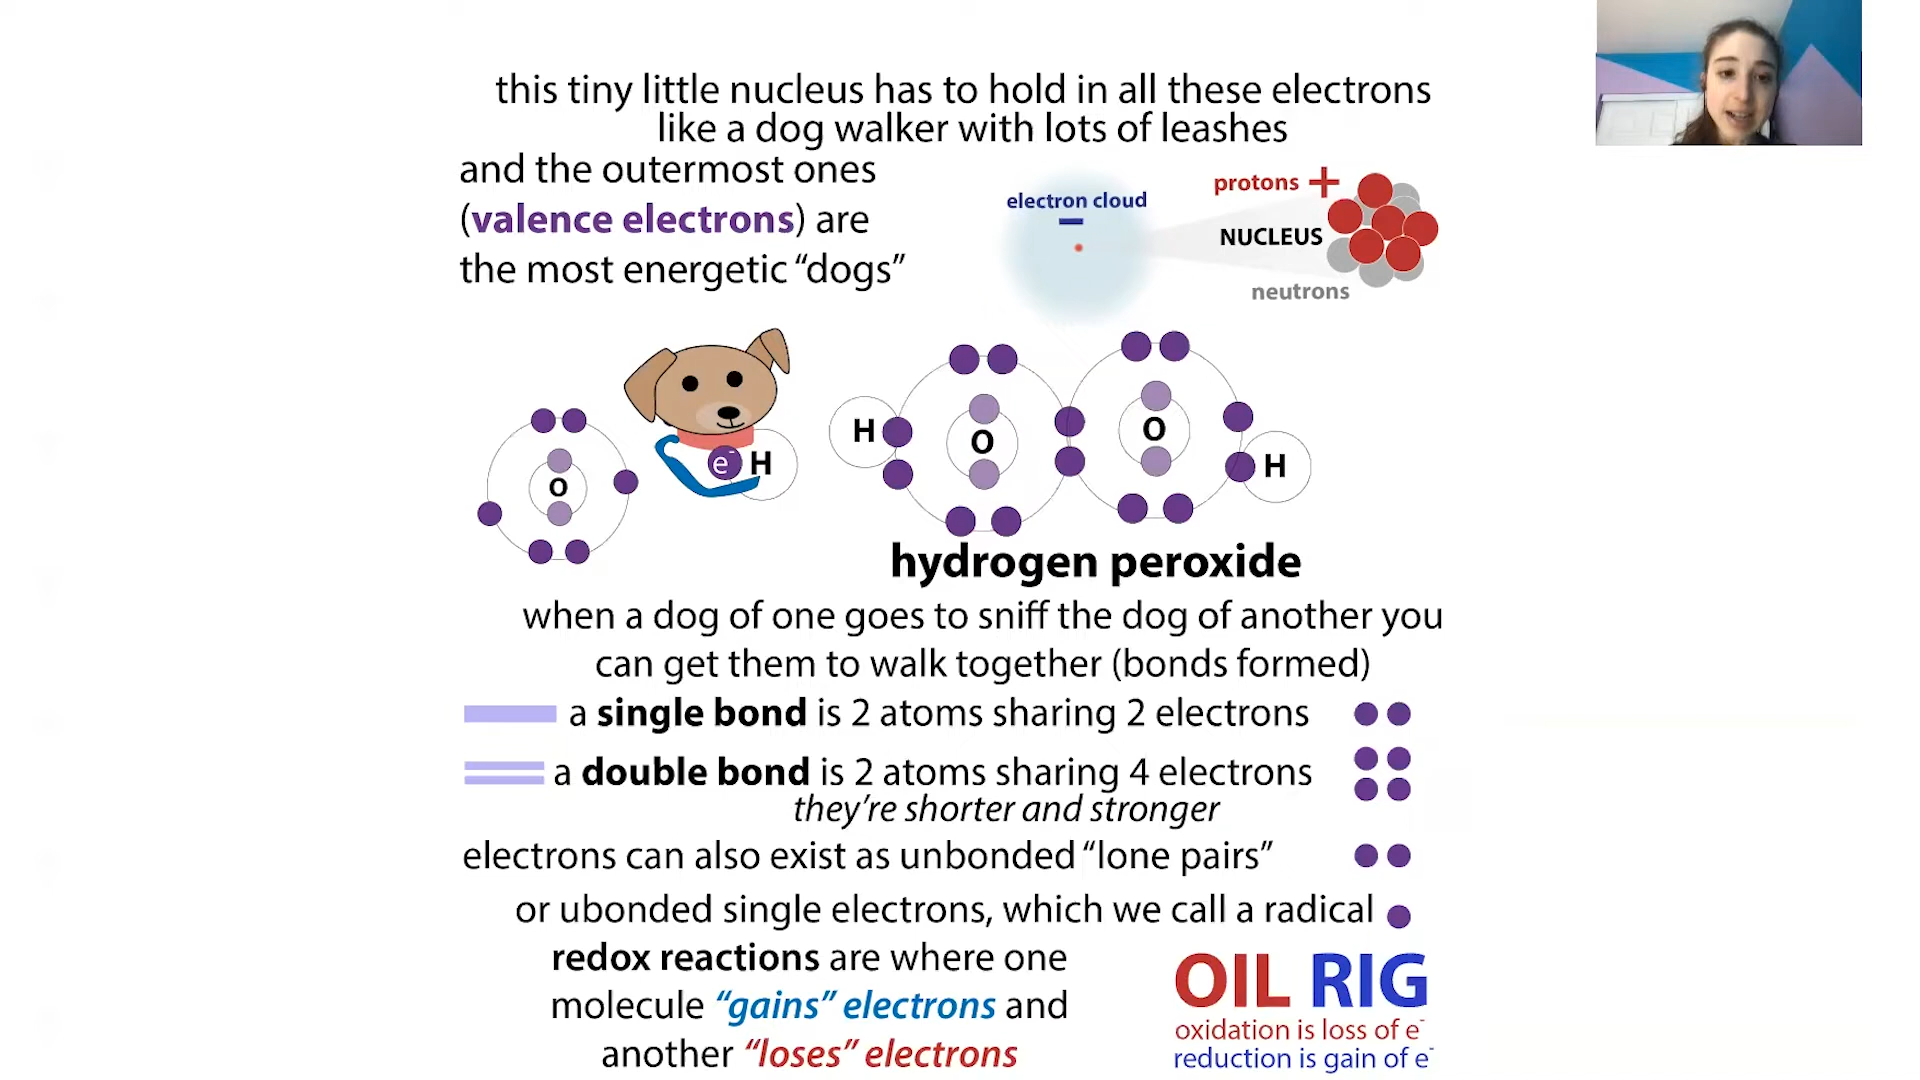 this tiny little nucleus has to hold in all these electrons
like a dog walker with lots of leashes
and the outermost ones
(valence electrons) are
the most energetic “dogs”
electron cloud
−
protons +
NUCLEUS
neutrons
O
e⁻ H
H O O H
hydrogen peroxide
when a dog of one goes to sniff the dog of another you
can get them to walk together (bonds formed)
a single bond is 2 atoms sharing 2 electrons
a double bond is 2 atoms sharing 4 electrons
they’re shorter and stronger
electrons can also exist as unbonded “lone pairs”
or ubonded single electrons, which we call a radical
redox reactions are where one
molecule “gains” electrons and
another “loses” electrons
OIL RIG
oxidation is loss of e⁻
reduction is gain of e⁻